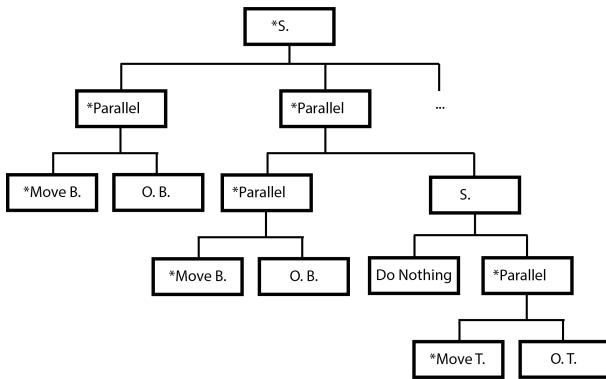 *S.
*Parallel
*Parallel
...
*Move B.
O. B.
*Parallel
S.
*Move B.
O. B.
Do Nothing
*Parallel
*Move T.
O. T.